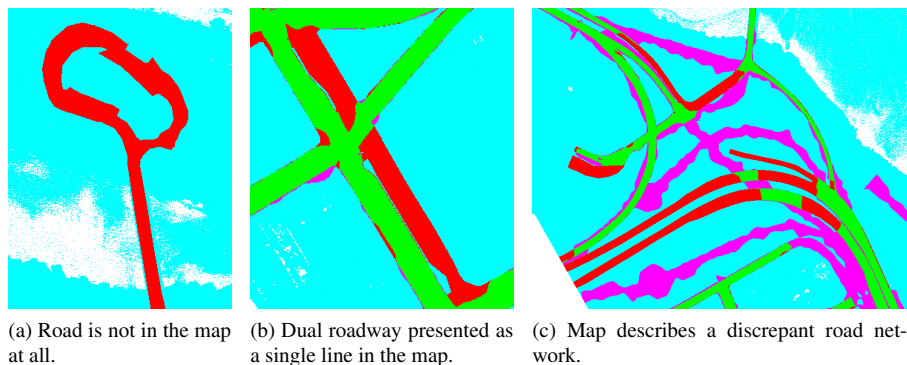 (a) Road is not in the map
at all.
(b) Dual roadway presented as
a single line in the map.
(c) Map describes a discrepant road net-
work.